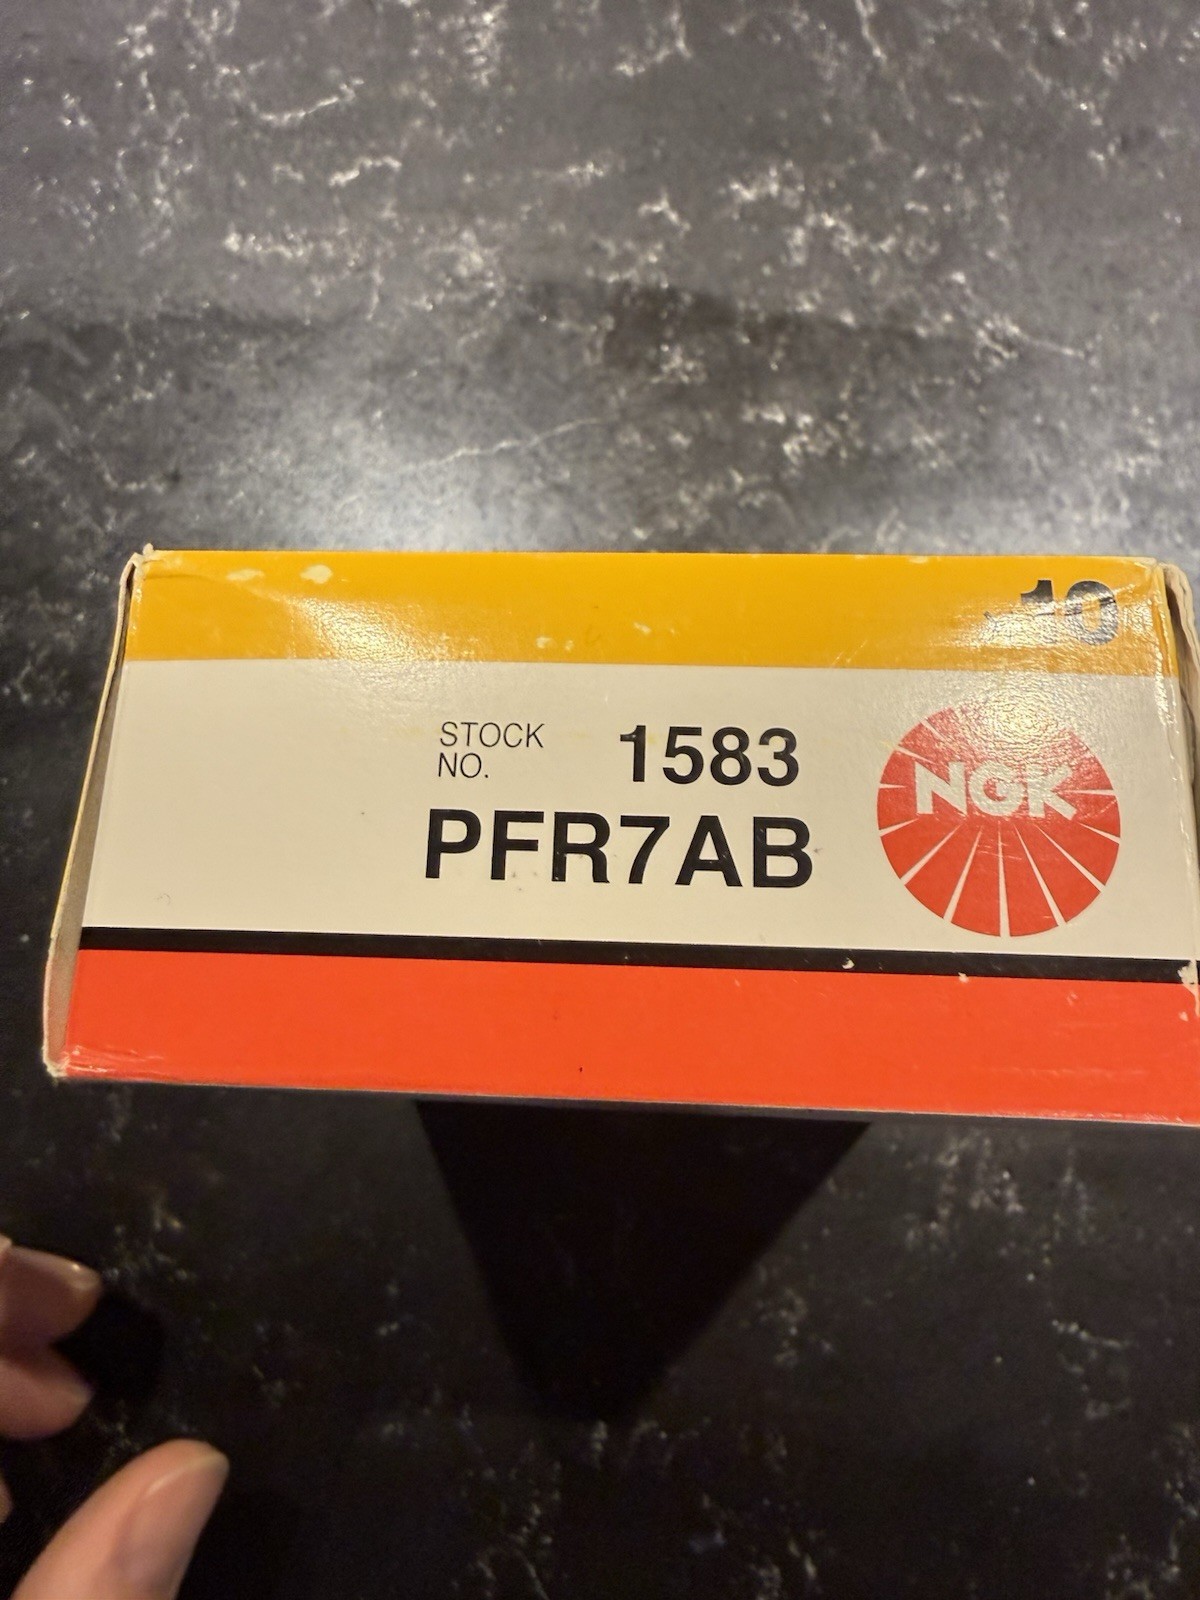 10
STOCK
NO.
1583
PFR7AB
NGK